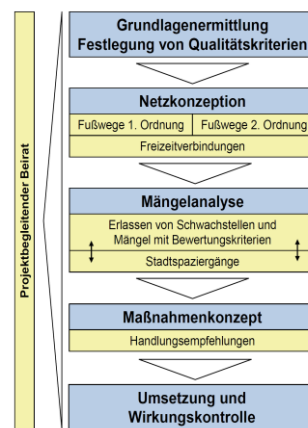 Projektbegleitender Beirat
Grundlagenermittlung
Festlegung von Qualitätskriterien
Netzkonzeption
Fußwege 1. Ordnung
Fußwege 2. Ordnung
Freizeitverbindungen
Mängelanalyse
Erlassen von Schwachstellen und
Mängel mit Bewertungskriterien
Stadtspaziergänge
Maßnahmenkonzept
Handlungsempfehlungen
Umsetzung und
Wirkungskontrolle